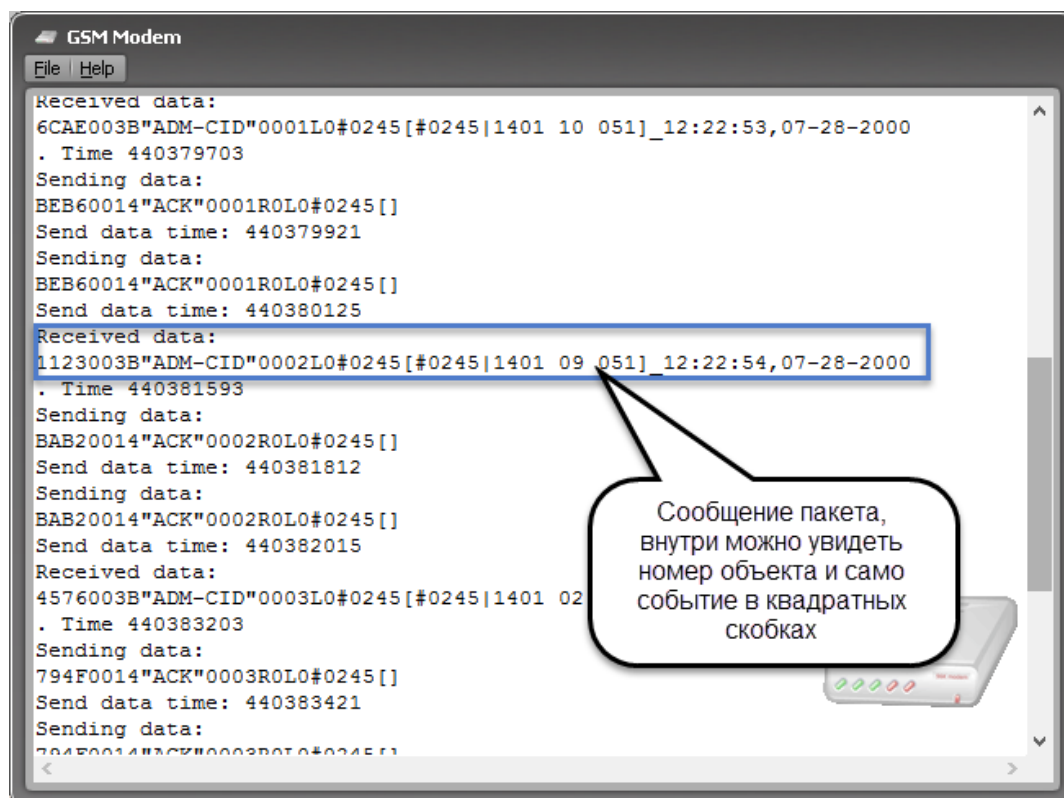 GSM Modem
File Help
Received data:
6CAE003B"ADM-CID"0001L0#0245[#0245|1401 10 051]_12:22:53,07-28-2000
. Time 440379703
Sending data:
BEB60014"ACK"0001R0L0#0245[]
Send data time: 440379921
Sending data:
BEB60014"ACK"0001R0L0#0245[]
Send data time: 440380125
Received data:
1123003B"ADM-CID"0002L0#0245[#0245|1401 09 051]_12:22:54,07-28-2000
. Time 440381593
Sending data:
BAB20014"ACK"0002R0L0#0245[]
Send data time: 440381812
Sending data:
BAB20014"ACK"0002R0L0#0245[]
Send data time: 440382015
Received data:
4576003B"ADM-CID"0003L0#0245[#0245|1401 02
. Time 440383203
Sending data:
794F0014"ACK"0003R0L0#0245[]
Send data time: 440383421
Sending data:
794F0014"ACK"0003R0L0#0245[]
Сообщение пакета,
внутри можно увидеть
номер объекта и само
событие в квадратных
скобках